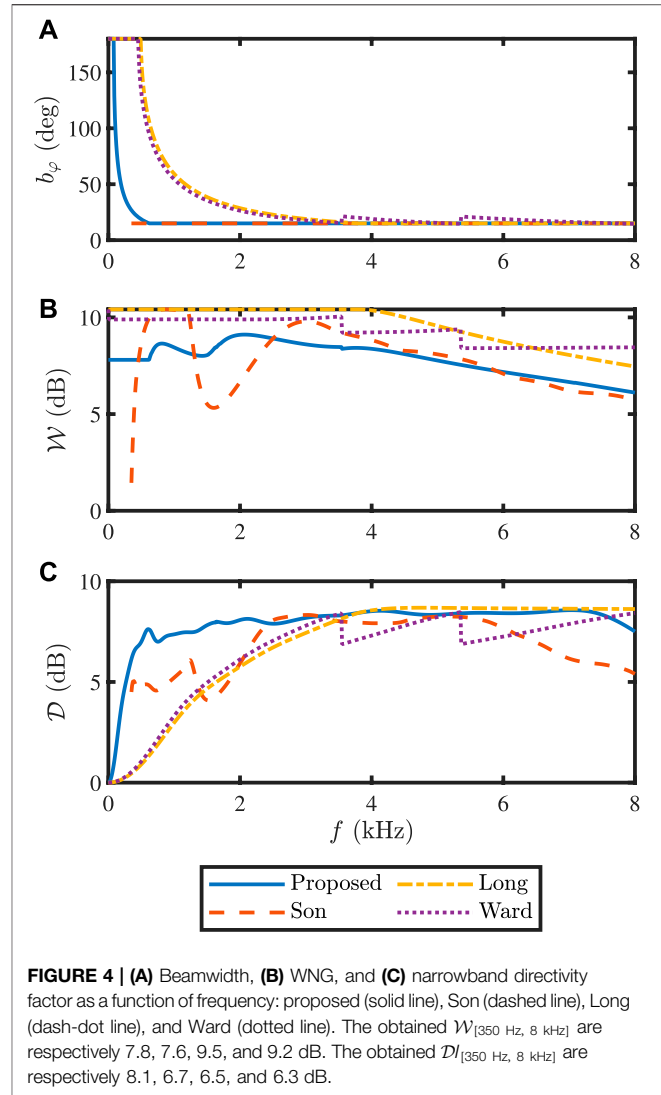 A
150
100
50
0
b_φ (deg)
0 2 4 6 8
B
10
5
0
𝒲 (dB)
0 2 4 6 8
C
10
5
0
𝒟 (dB)
0 2 4 6 8
f (kHz)
Proposed Long
Son Ward
FIGURE 4 | (A) Beamwidth, (B) WNG, and (C) narrowband directivity
factor as a function of frequency: proposed (solid line), Son (dashed line), Long
(dash-dot line), and Ward (dotted line). The obtained 𝒲[350 Hz, 8 kHz] are
respectively 7.8, 7.6, 9.5, and 9.2 dB. The obtained 𝒟I[350 Hz, 8 kHz] are
respectively 8.1, 6.7, 6.5, and 6.3 dB.